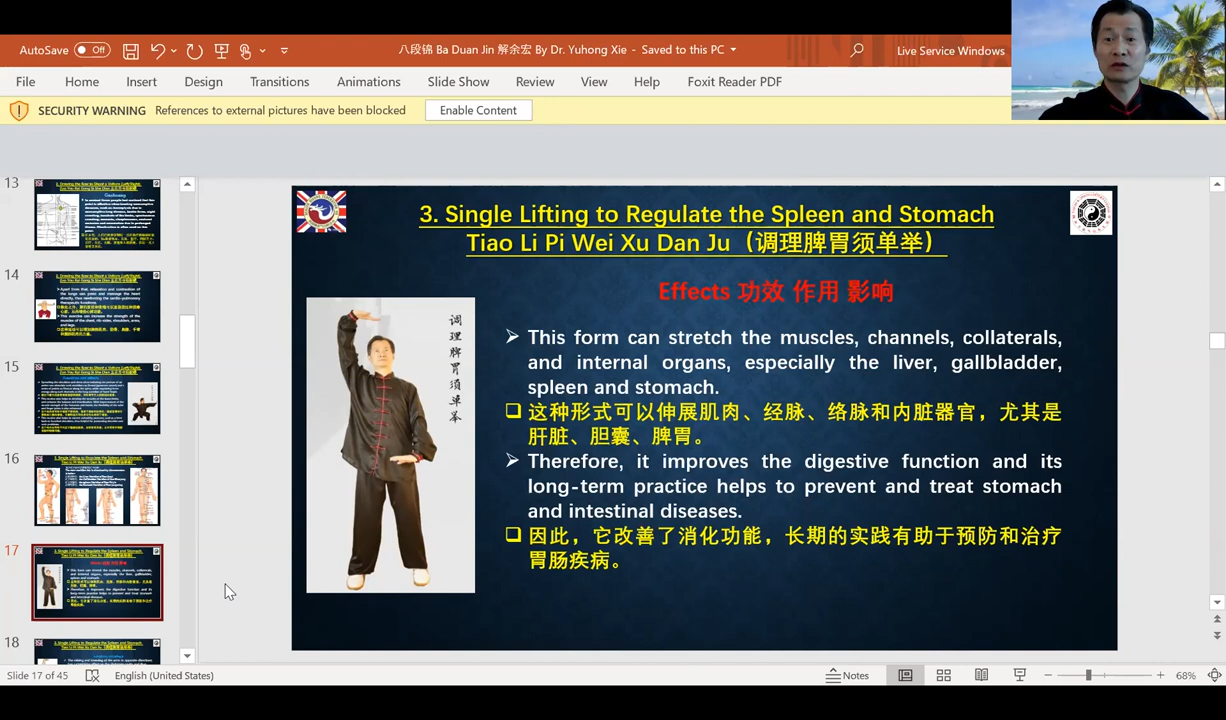 AutoSave Off
八段锦 Ba Duan Jin 解余宏 By Dr. Yuhong Xie - Saved to this PC
Live Service Windows
File Home Insert Design Transitions Animations Slide Show Review View Help Foxit Reader PDF
SECURITY WARNING References to external pictures have been blocked Enable Content
13
14
15
16
17
18
3. Single Lifting to Regulate the Spleen and Stomach
Tiao Li Pi Wei Xu Dan Ju（调理脾胃须单举）
Effects 功效 作用 影响
调理脾胃须单举
This form can stretch the muscles, channels, collaterals,
and internal organs, especially the liver, gallbladder,
spleen and stomach.
这种形式可以伸展肌肉、经脉、络脉和内脏器官，尤其是
肝脏、胆囊、脾胃。
Therefore, it improves the digestive function and its
long-term practice helps to prevent and treat stomach
and intestinal diseases.
因此，它改善了消化功能，长期的实践有助于预防和治疗
胃肠疾病。
Slide 17 of 45 English (United States) Notes 68%